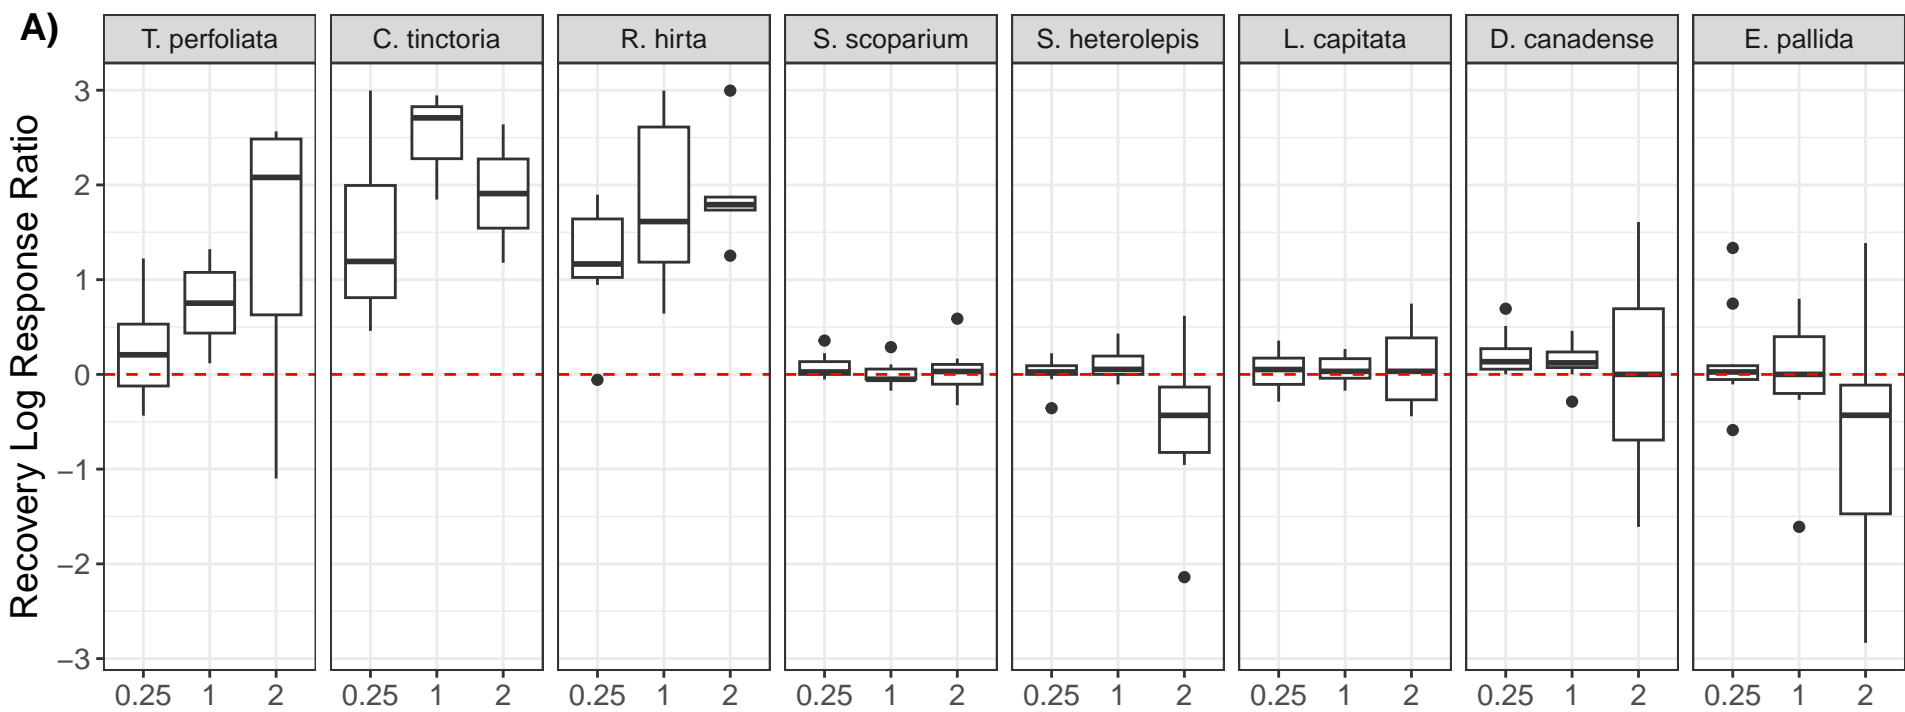 A)
T. perfoliata C. tinctoria R. hirta S. scoparium S. heterolepis L. capitata D. canadense E. pallida
Recovery Log Response Ratio
3
2
1
0
−1
−2
−3
0.25 1 2 0.25 1 2 0.25 1 2 0.25 1 2 0.25 1 2 0.25 1 2 0.25 1 2 0.25 1 2